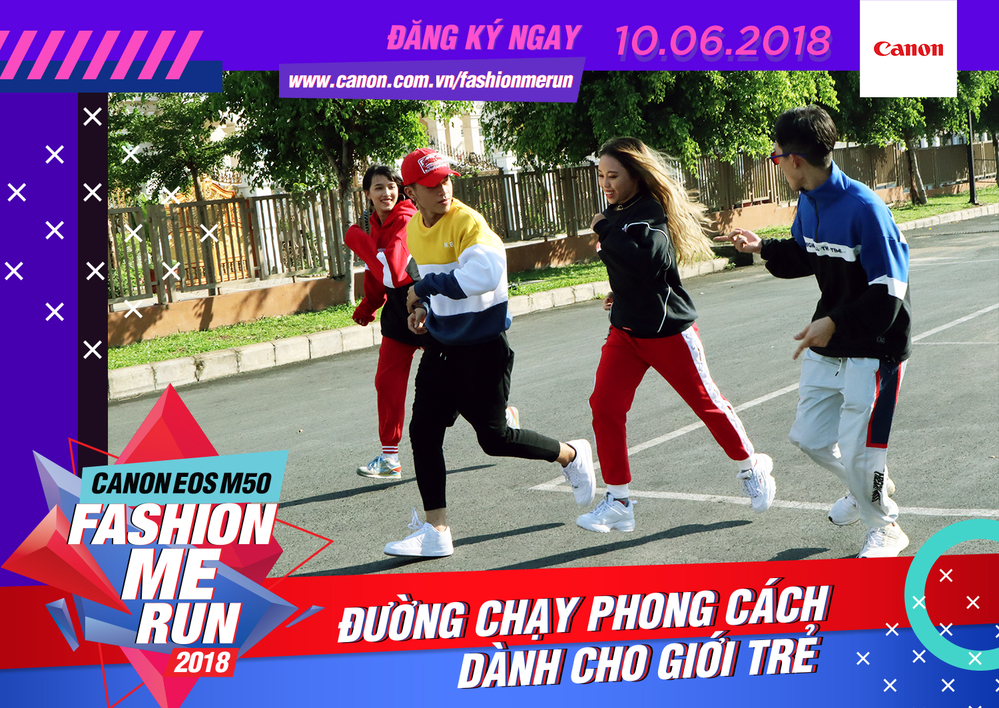 ĐĂNG KÝ NGAY
10.06.2018
Canon
www.canon.com.vn/fashionmerun
CANON EOS M50
FASHION
ME
RUN
2018
ĐƯỜNG CHẠY PHONG CÁCH
DÀNH CHO GIỚI TRẺ